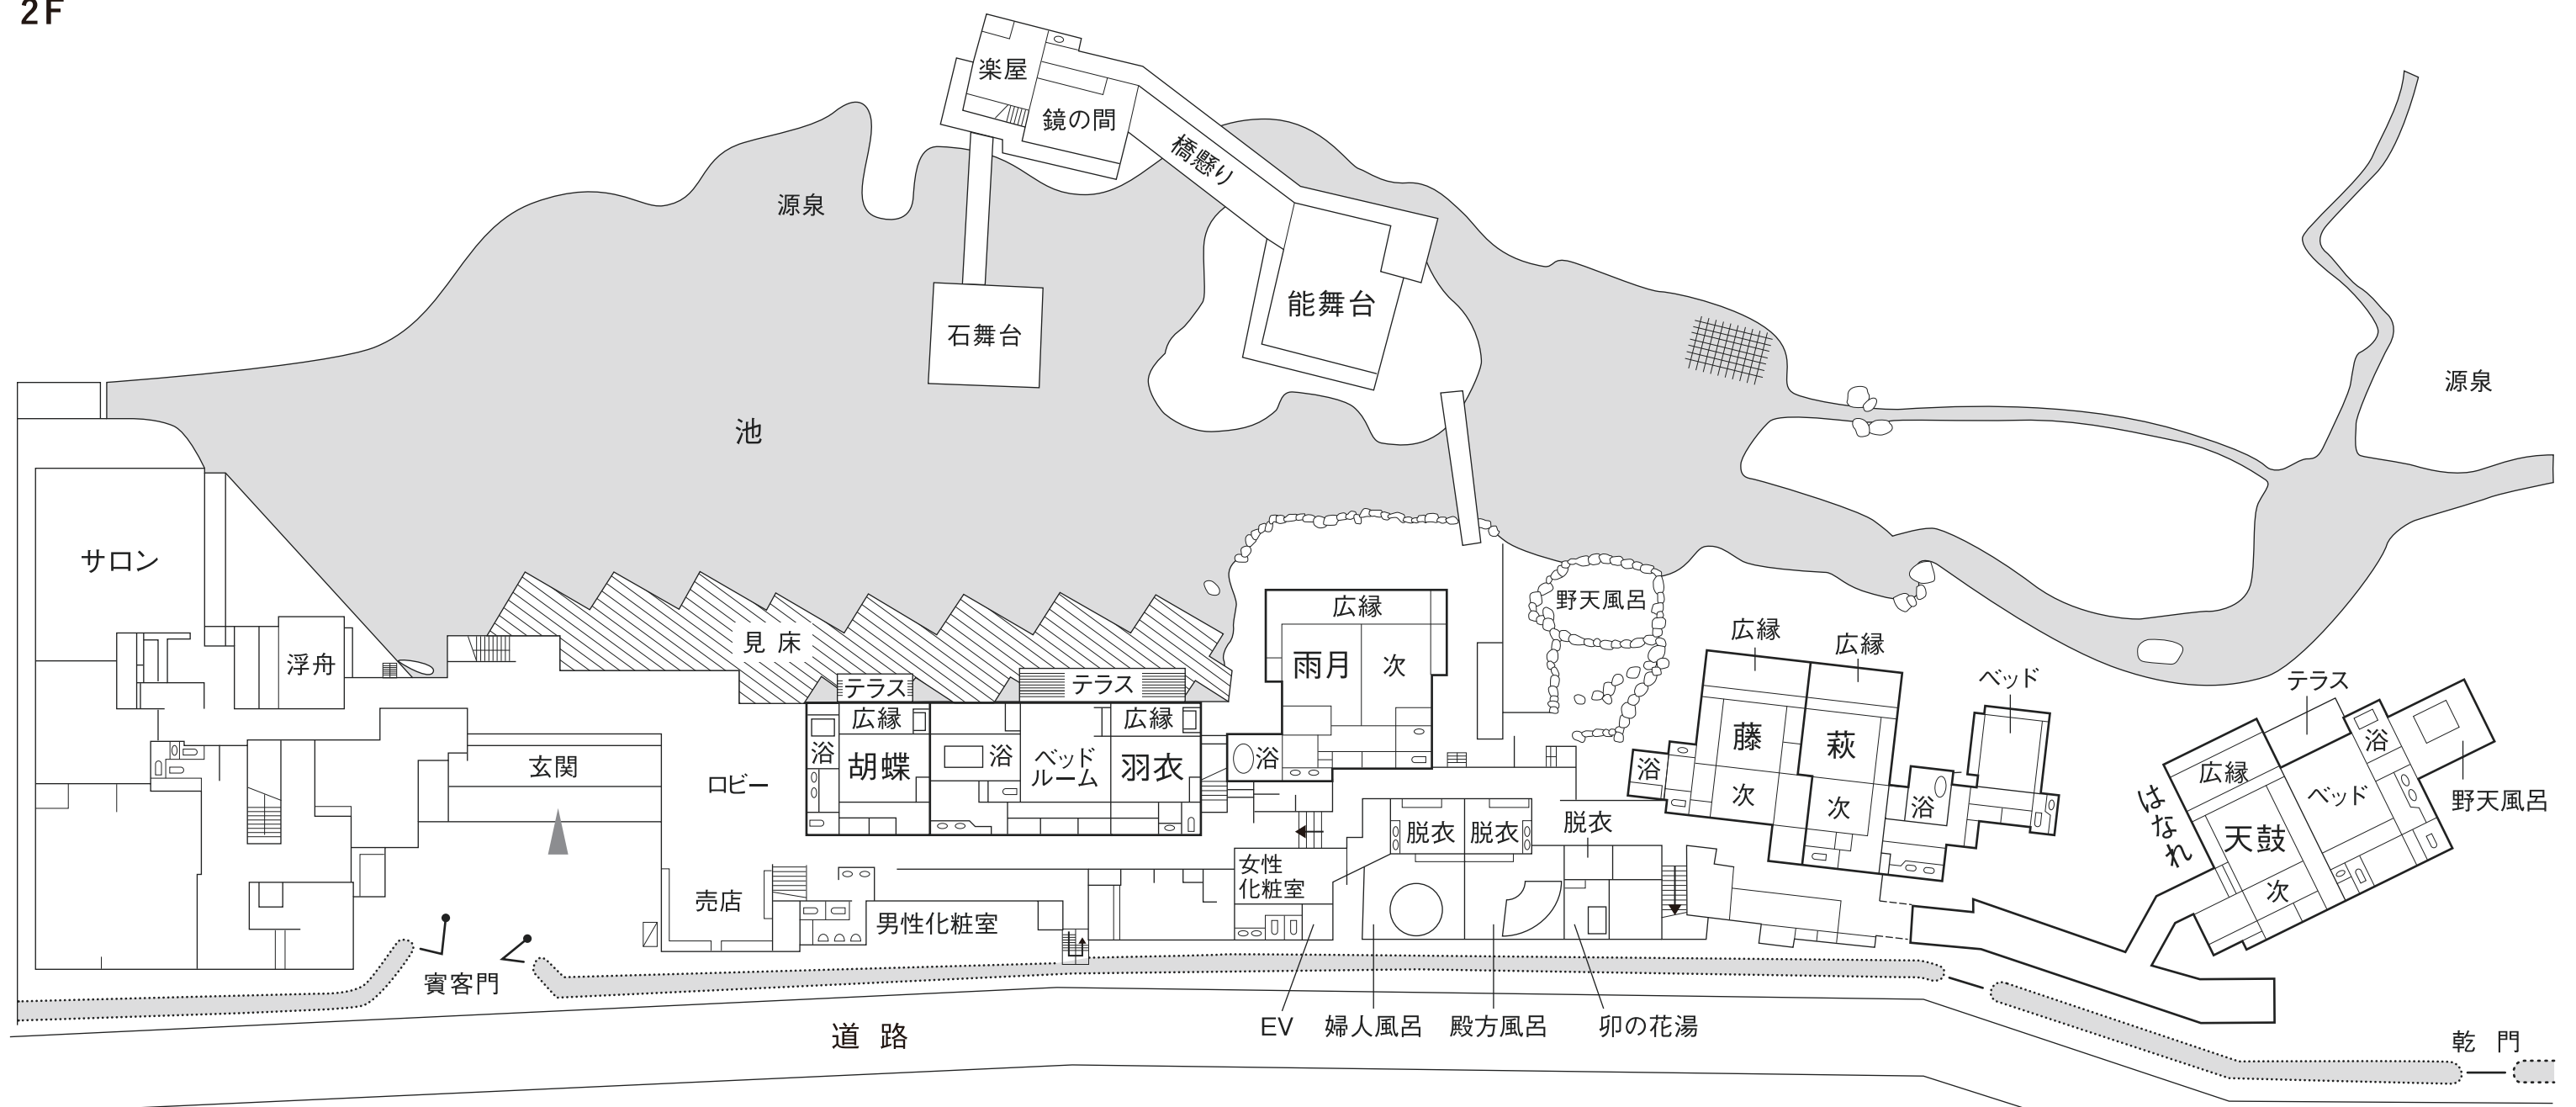 2F
楽屋
鏡の間
橋懸り
源泉
能舞台
石舞台
源泉
池
サロン
野天風呂
広縁
見床
浮舟
雨月
次
広縁
広縁
ベッド
テラス
テラス
テラス
広縁
広縁
浴
胡蝶
浴
ベッド
ルーム
羽衣
浴
玄関
ロビー
藤
萩
浴
次
次
浴
浴
広縁
ベッド
野天風呂
はなれ
天鼓
次
脱衣
脱衣
脱衣
女性
化粧室
売店
男性化粧室
賓客門
EV
婦人風呂
殿方風呂
卯の花湯
道路
乾門